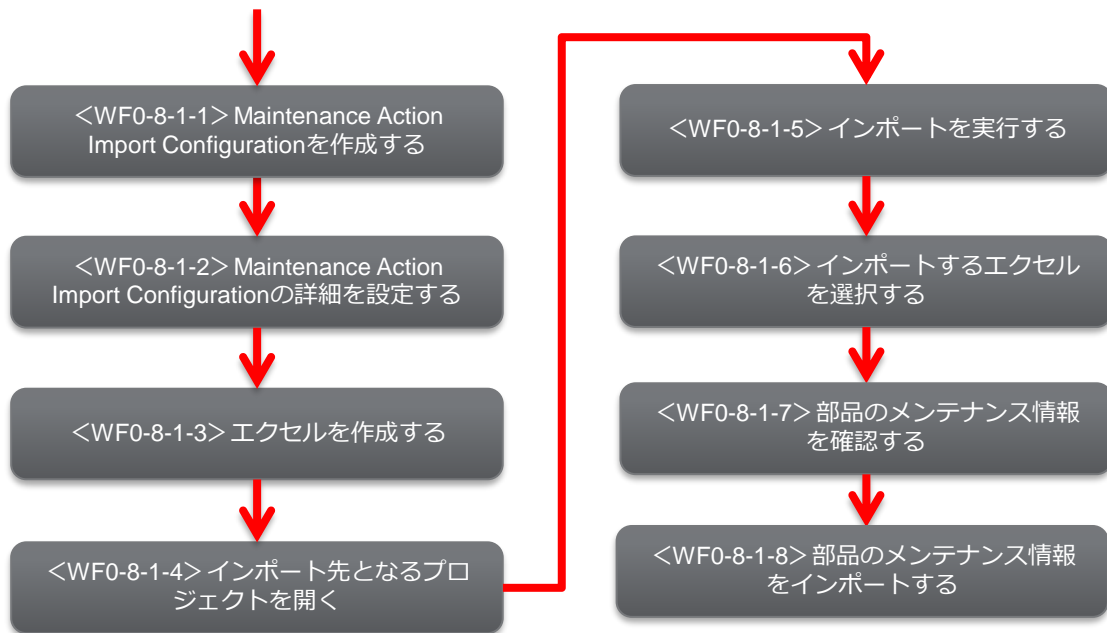 <WF0-8-1-1> Maintenance Action
Import Configurationを作成する
<WF0-8-1-2> Maintenance Action
Import Configurationの詳細を設定する
<WF0-8-1-3> エクセルを作成する
<WF0-8-1-4> インポート先となるプロ
ジェクトを開く
<WF0-8-1-5> インポートを実行する
<WF0-8-1-6> インポートするエクセル
を選択する
<WF0-8-1-7> 部品のメンテナンス情報
を確認する
<WF0-8-1-8> 部品のメンテナンス情報
をインポートする